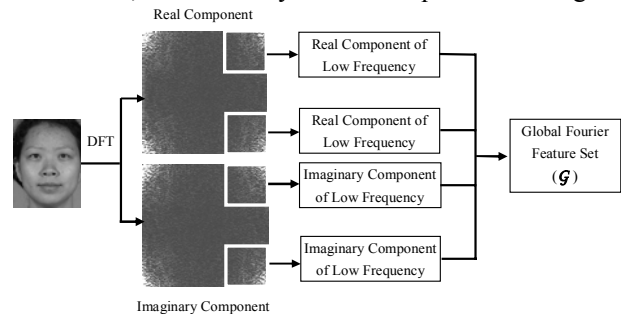 Real Component
Real Component of
Low Frequency
DFT
Real Component of
Low Frequency
Global Fourier
Feature Set
(𝓖)
Imaginary Component
of Low Frequency
Imaginary Component
of Low Frequency
Imaginary Component